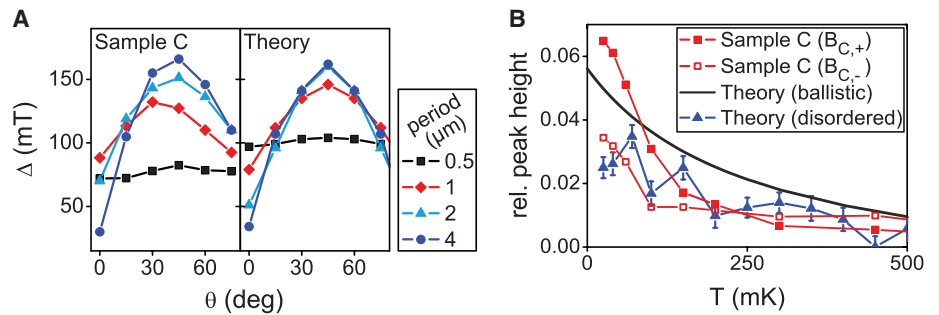 A
Sample C
Theory
150
100
50
Δ (mT)
0
30
60
0
30
60
θ (deg)
period
(μm)
0.5
1
2
4
B
0.06
0.04
0.02
0.00
rel. peak height
Sample C (B_C,+)
Sample C (B_C,-)
Theory (ballistic)
Theory (disordered)
0
250
500
T (mK)